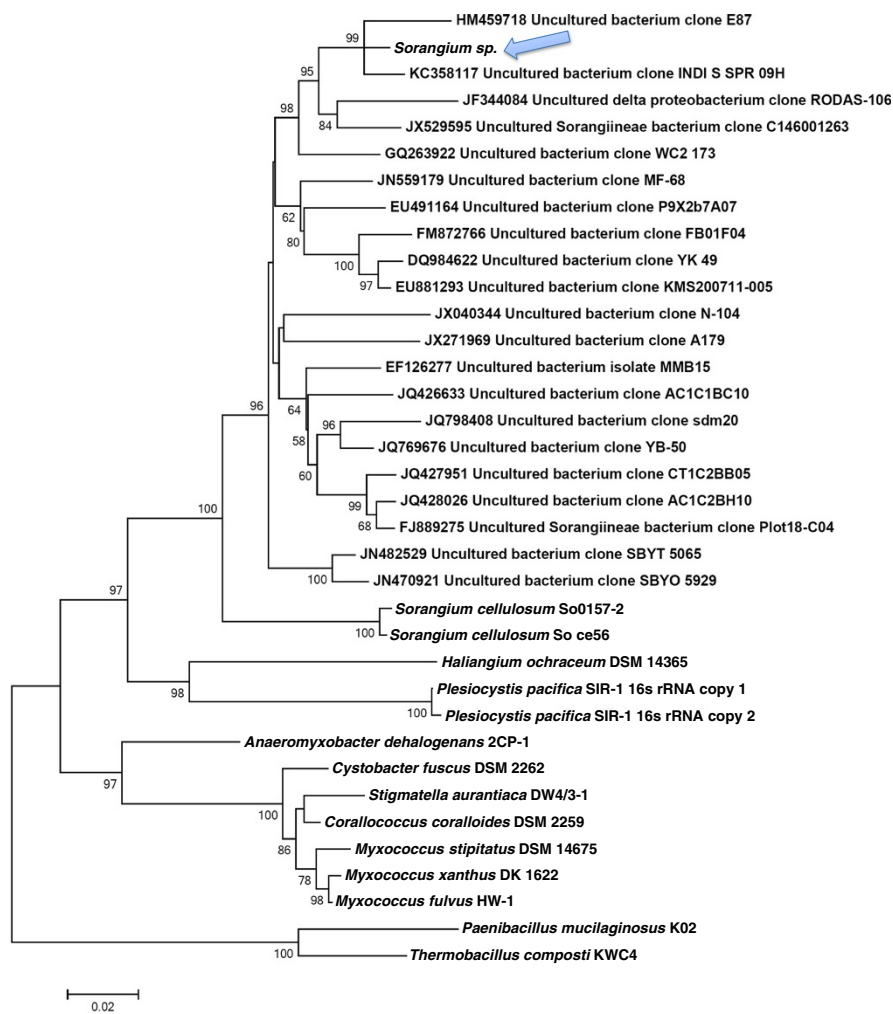 HM459718 Uncultured bacterium clone E87
99
Sorangium sp.
95
KC358117 Uncultured bacterium clone INDI S SPR 09H
JF344084 Uncultured delta proteobacterium clone RODAS-106
98
84
JX529595 Uncultured Sorangiineae bacterium clone C146001263
GQ263922 Uncultured bacterium clone WC2 173
JN559179 Uncultured bacterium clone MF-68
62
EU491164 Uncultured bacterium clone P9X2b7A07
80
FM872766 Uncultured bacterium clone FB01F04
100
DQ984622 Uncultured bacterium clone YK 49
97
EU881293 Uncultured bacterium clone KMS200711-005
JX040344 Uncultured bacterium clone N-104
JX271969 Uncultured bacterium clone A179
EF126277 Uncultured bacterium isolate MMB15
JQ426633 Uncultured bacterium clone AC1C1BC10
96
64
JQ798408 Uncultured bacterium clone sdm20
96
58
JQ769676 Uncultured bacterium clone YB-50
60
JQ427951 Uncultured bacterium clone CT1C2BB05
JQ428026 Uncultured bacterium clone AC1C2BH10
99
100
68
FJ889275 Uncultured Sorangiineae bacterium clone Plot18-C04
JN482529 Uncultured bacterium clone SBYT 5065
100
JN470921 Uncultured bacterium clone SBYO 5929
97
Sorangium cellulosum So0157-2
100
Sorangium cellulosum So ce56
Haliangium ochraceum DSM 14365
98
Plesiocystis pacifica SIR-1 16s rRNA copy 1
100
Plesiocystis pacifica SIR-1 16s rRNA copy 2
Anaeromyxobacter dehalogenans 2CP-1
97
Cystobacter fuscus DSM 2262
Stigmatella aurantiaca DW4/3-1
100
Corallococcus coralloides DSM 2259
86
Myxococcus stipitatus DSM 14675
78
Myxococcus xanthus DK 1622
98
Myxococcus fulvus HW-1
Paenibacillus mucilaginosus K02
100
Thermobacillus composti KWC4
0.02